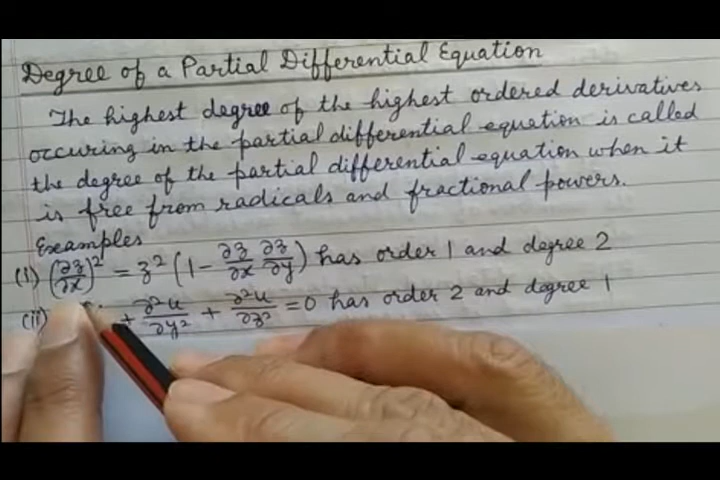 Degree of a Partial Differential Equation
The highest degree of the highest ordered derivatives
occuring in the partial differential equation is called
the degree of the partial differential equation when it
is free from radicals and fractional powers.
Examples
(i) (∂z/∂x)² = z² (1 - ∂z/∂x ∂z/∂y) has order 1 and degree 2
(ii) + ∂²u/∂y² + ∂²u/∂z² = 0 has order 2 and degree 1